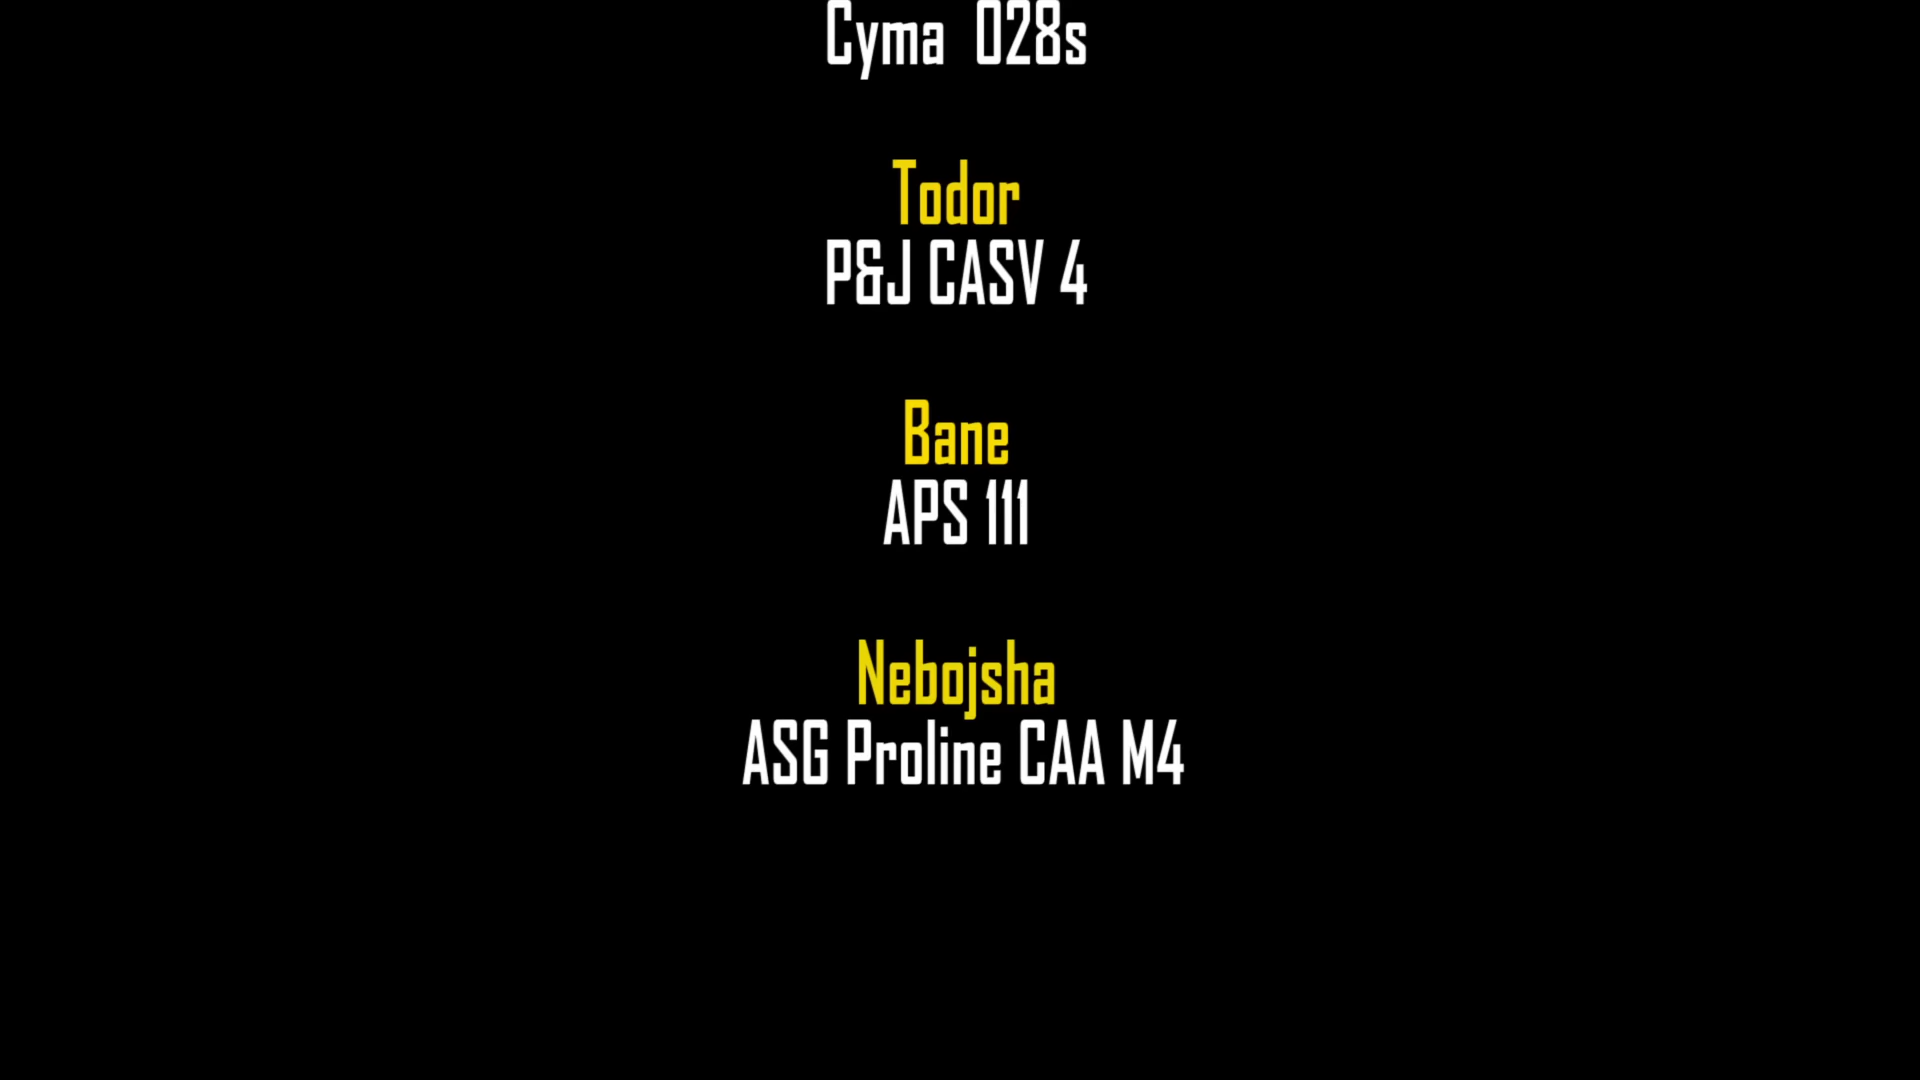 Cyma 028s
Todor
P&J CASV 4
Bane
APS 111
Nebojsha
ASG Proline CAA M4